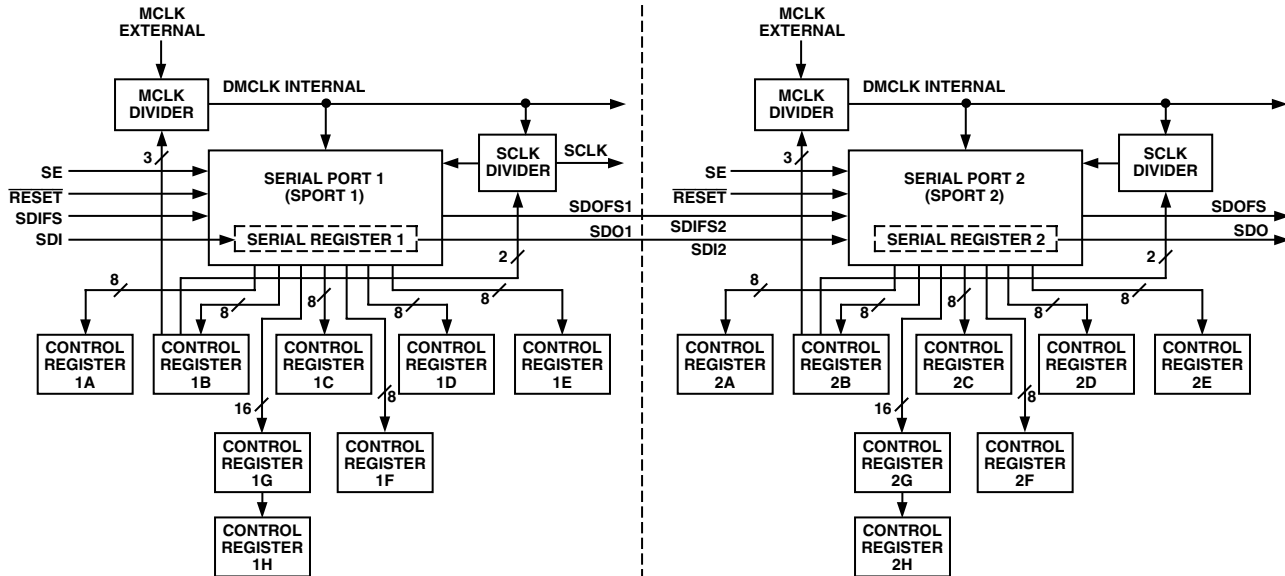 MCLK
EXTERNAL
MCLK
DIVIDER
DMCLK INTERNAL
3
SE
RESET
SDIFS
SDI
SERIAL PORT 1
(SPORT 1)
SERIAL REGISTER 1
SCLK
DIVIDER
SCLK
SDOFS1
SDO1
SDIFS2
SDI2
2
8
8
8
8
8
CONTROL
REGISTER
1A
CONTROL
REGISTER
1B
CONTROL
REGISTER
1C
CONTROL
REGISTER
1D
CONTROL
REGISTER
1E
16
8
CONTROL
REGISTER
1G
CONTROL
REGISTER
1F
CONTROL
REGISTER
1H
MCLK
EXTERNAL
MCLK
DIVIDER
DMCLK INTERNAL
3
SE
RESET
SERIAL PORT 2
(SPORT 2)
SERIAL REGISTER 2
SCLK
DIVIDER
SDOFS
SDO
2
8
8
8
8
8
CONTROL
REGISTER
2A
CONTROL
REGISTER
2B
CONTROL
REGISTER
2C
CONTROL
REGISTER
2D
CONTROL
REGISTER
2E
16
8
CONTROL
REGISTER
2G
CONTROL
REGISTER
2F
CONTROL
REGISTER
2H